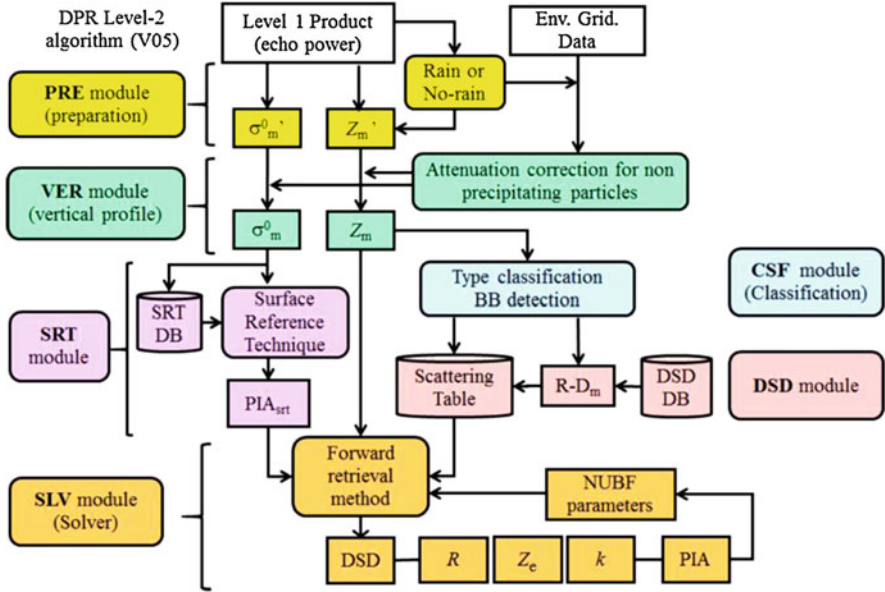 DPR Level-2
algorithm (V05)
Level 1 Product
(echo power)
Env. Grid.
Data
PRE module
(preparation)
Rain or
No-rain
σ⁰ₘ‘
Zₘ‘
VER module
(vertical profile)
Attenuation correction for non
precipitating particles
σ⁰ₘ
Zₘ
Type classification
BB detection
CSF module
(Classification)
SRT
module
SRT
DB
Surface
Reference
Technique
PIAsrt
Scattering
Table
R-Dₘ
DSD
DB
DSD module
SLV module
(Solver)
Forward
retrieval
method
NUBF
parameters
DSD
R
Zₑ
k
PIA